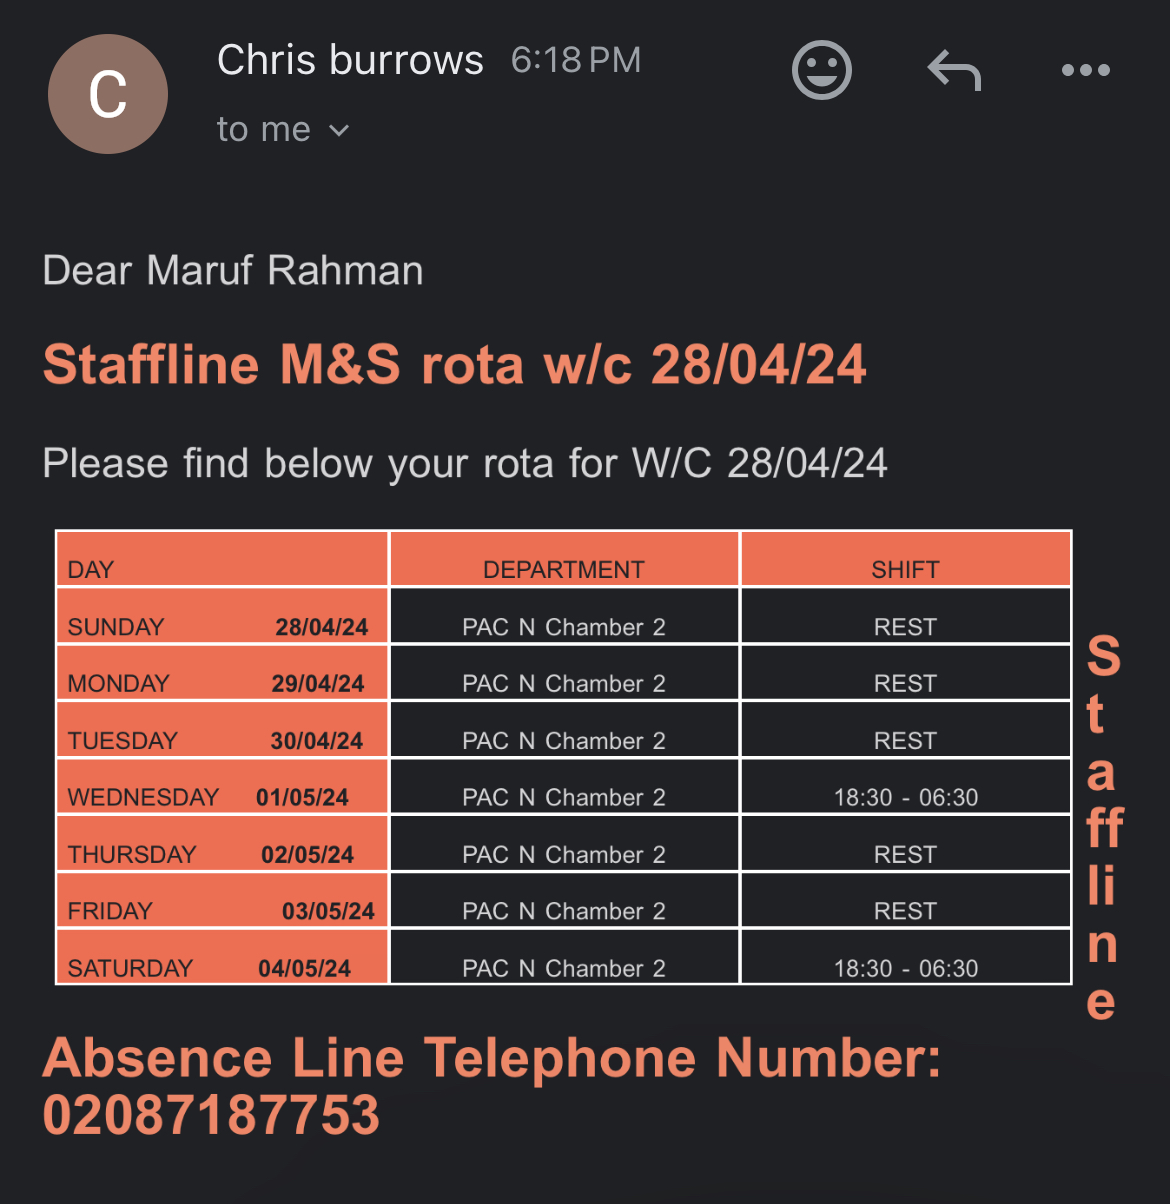 C
Chris burrows 6:18 PM
to me
Dear Maruf Rahman
Staffline M&S rota w/c 28/04/24
Please find below your rota for W/C 28/04/24
DAY DEPARTMENT SHIFT
SUNDAY 28/04/24 PAC N Chamber 2 REST
MONDAY 29/04/24 PAC N Chamber 2 REST
TUESDAY 30/04/24 PAC N Chamber 2 REST
WEDNESDAY 01/05/24 PAC N Chamber 2 18:30 - 06:30
THURSDAY 02/05/24 PAC N Chamber 2 REST
FRIDAY 03/05/24 PAC N Chamber 2 REST
SATURDAY 04/05/24 PAC N Chamber 2 18:30 - 06:30
Staffline
Absence Line Telephone Number:
02087187753